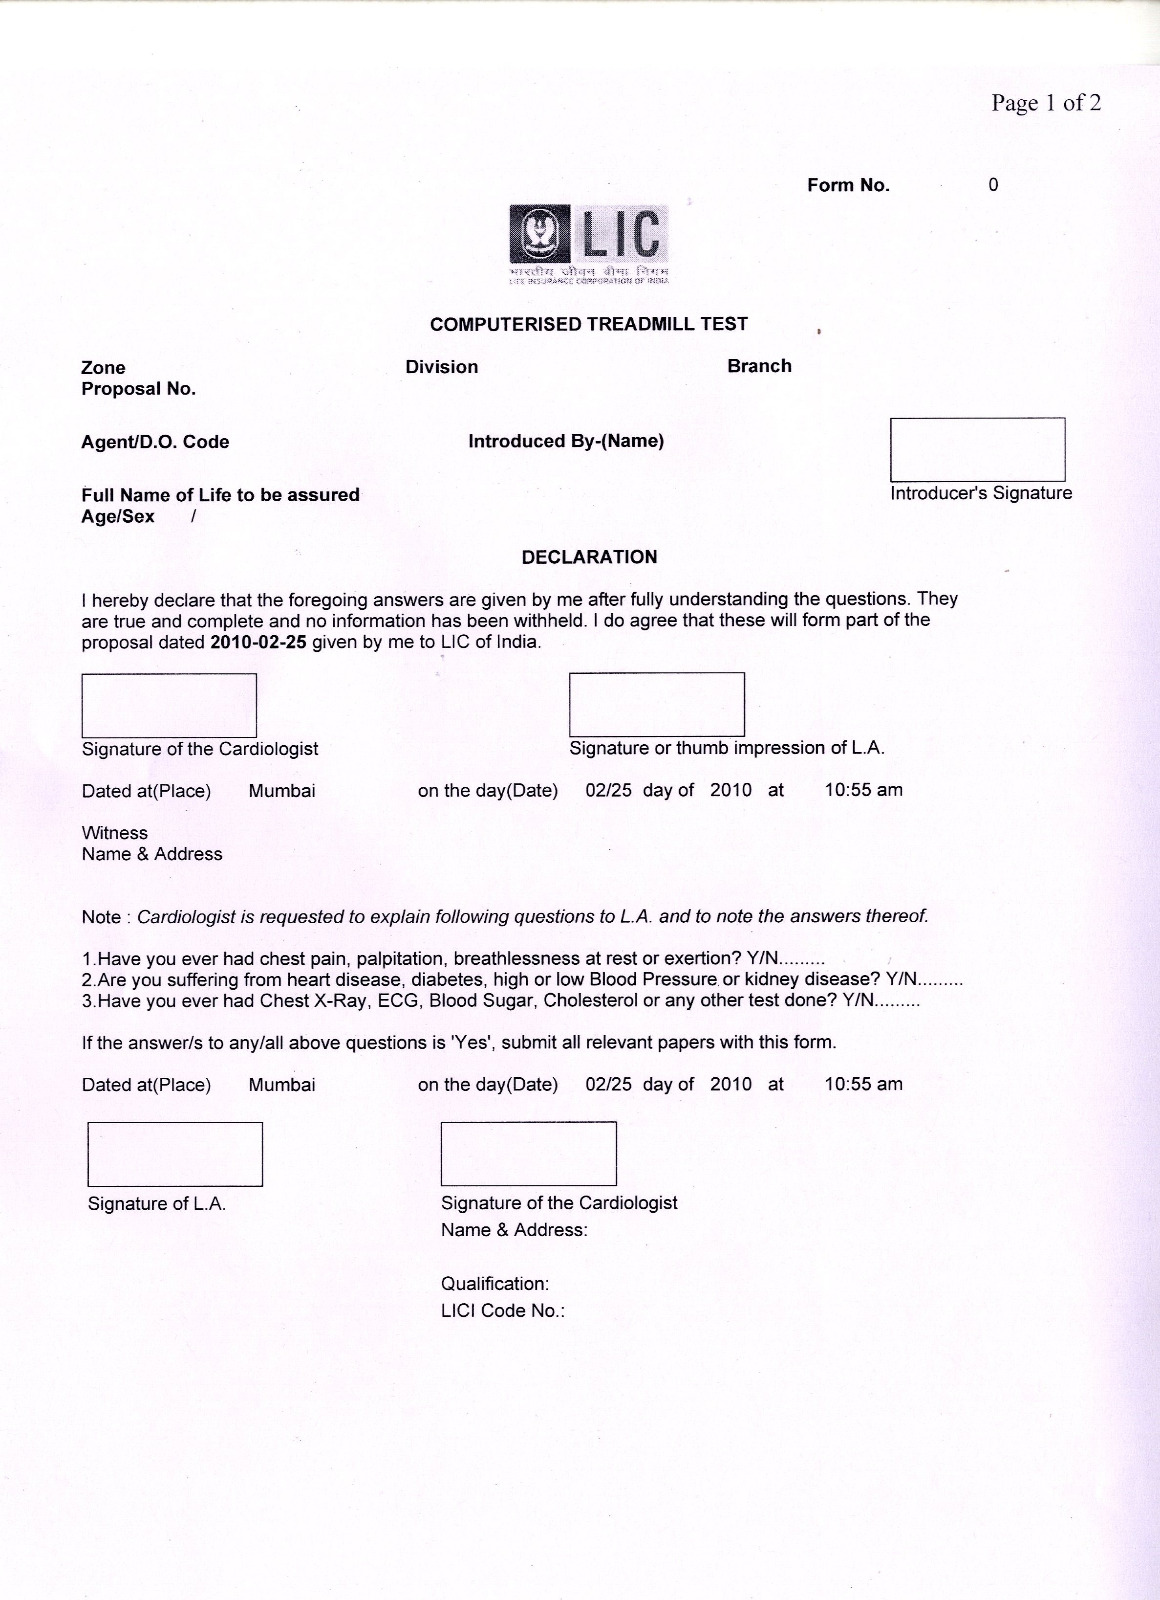 Page 1 of 2
Form No. 0
LIC
भारतीय जीवन बीमा निगम
LIFE INSURANCE CORPORATION OF INDIA
COMPUTERISED TREADMILL TEST
Zone Division Branch
Proposal No.
Agent/D.O. Code Introduced By-(Name)
Introducer's Signature
Full Name of Life to be assured
Age/Sex /
DECLARATION
I hereby declare that the foregoing answers are given by me after fully understanding the questions. They
are true and complete and no information has been withheld. I do agree that these will form part of the
proposal dated 2010-02-25 given by me to LIC of India.
Signature of the Cardiologist Signature or thumb impression of L.A.
Dated at(Place) Mumbai on the day(Date) 02/25 day of 2010 at 10:55 am
Witness
Name & Address
Note : Cardiologist is requested to explain following questions to L.A. and to note the answers thereof.
1.Have you ever had chest pain, palpitation, breathlessness at rest or exertion? Y/N.........
2.Are you suffering from heart disease, diabetes, high or low Blood Pressure or kidney disease? Y/N.........
3.Have you ever had Chest X-Ray, ECG, Blood Sugar, Cholesterol or any other test done? Y/N.........
If the answer/s to any/all above questions is 'Yes', submit all relevant papers with this form.
Dated at(Place) Mumbai on the day(Date) 02/25 day of 2010 at 10:55 am
Signature of L.A. Signature of the Cardiologist
Name & Address:
Qualification:
LICI Code No.: